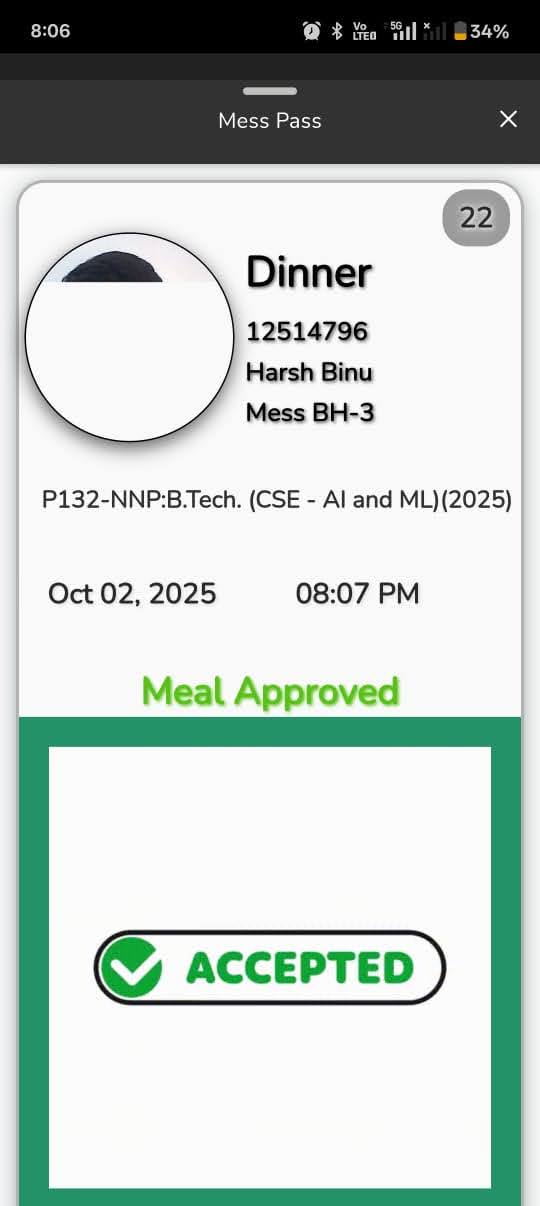 8:06
Vo
LTE 5G 34%
Mess Pass
22
Dinner
12514796
Harsh Binu
Mess BH-3
P132-NNP:B.Tech. (CSE - AI and ML)(2025)
Oct 02, 2025 08:07 PM
Meal Approved
ACCEPTED